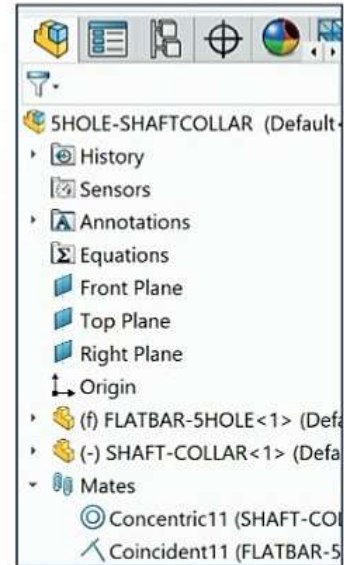 5HOLE-SHAFTCOLLAR (Default
History
Sensors
Annotations
Equations
Front Plane
Top Plane
Right Plane
Origin
(f) FLATBAR-5HOLE<1> (Defa
(-) SHAFT-COLLAR<1> (Defa
Mates
Concentric11 (SHAFT-COL
Coincident11 (FLATBAR-5